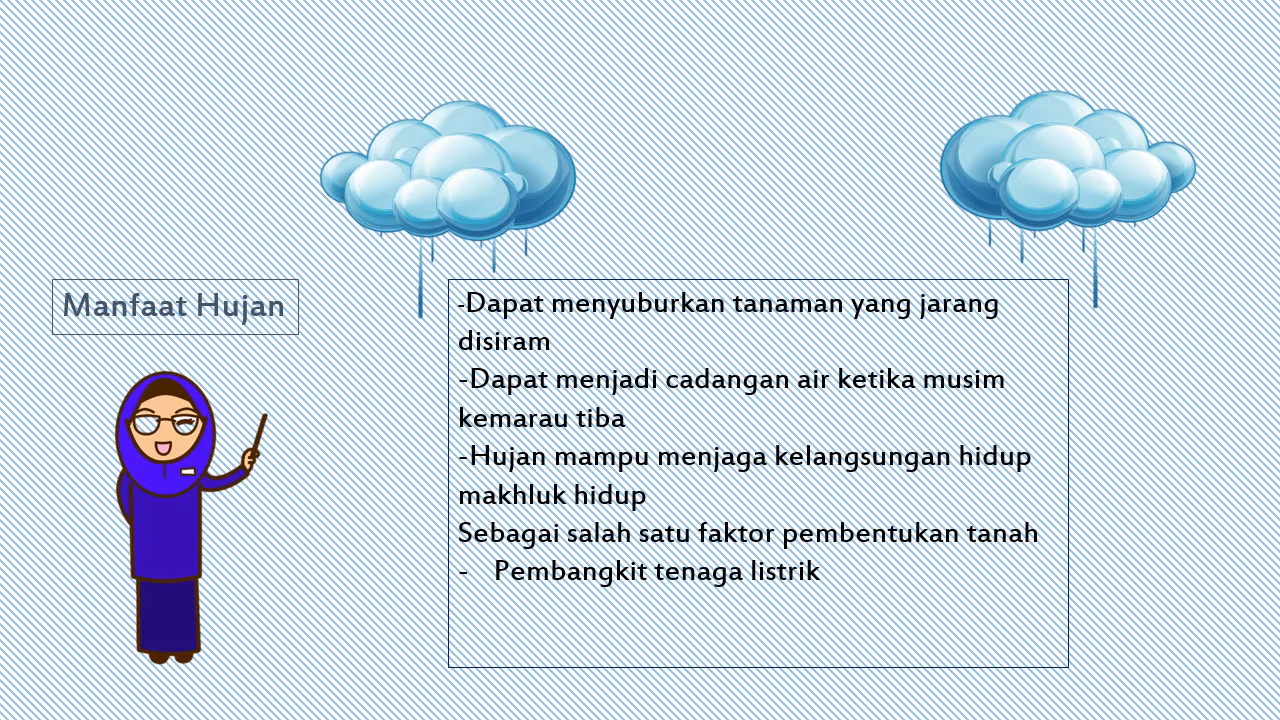 Manfaat Hujan
-Dapat menyuburkan tanaman yang jarang
disiram
-Dapat menjadi cadangan air ketika musim
kemarau tiba
-Hujan mampu menjaga kelangsungan hidup
makhluk hidup
Sebagai salah satu faktor pembentukan tanah
- Pembangkit tenaga listrik